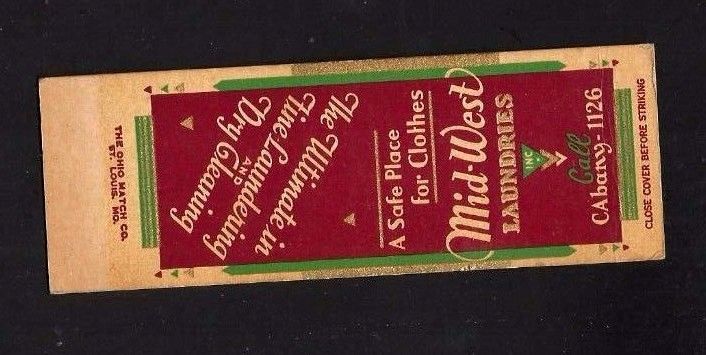 The Ultimate in
Fine Laundering
AND
Dry Cleaning
THE OHIO MATCH CO.
ST. LOUIS, MO.
A Safe Place
for Clothes
Mid-West
LAUNDRIES
INC
Call
CAbany-1126
CLOSE COVER BEFORE STRIKING